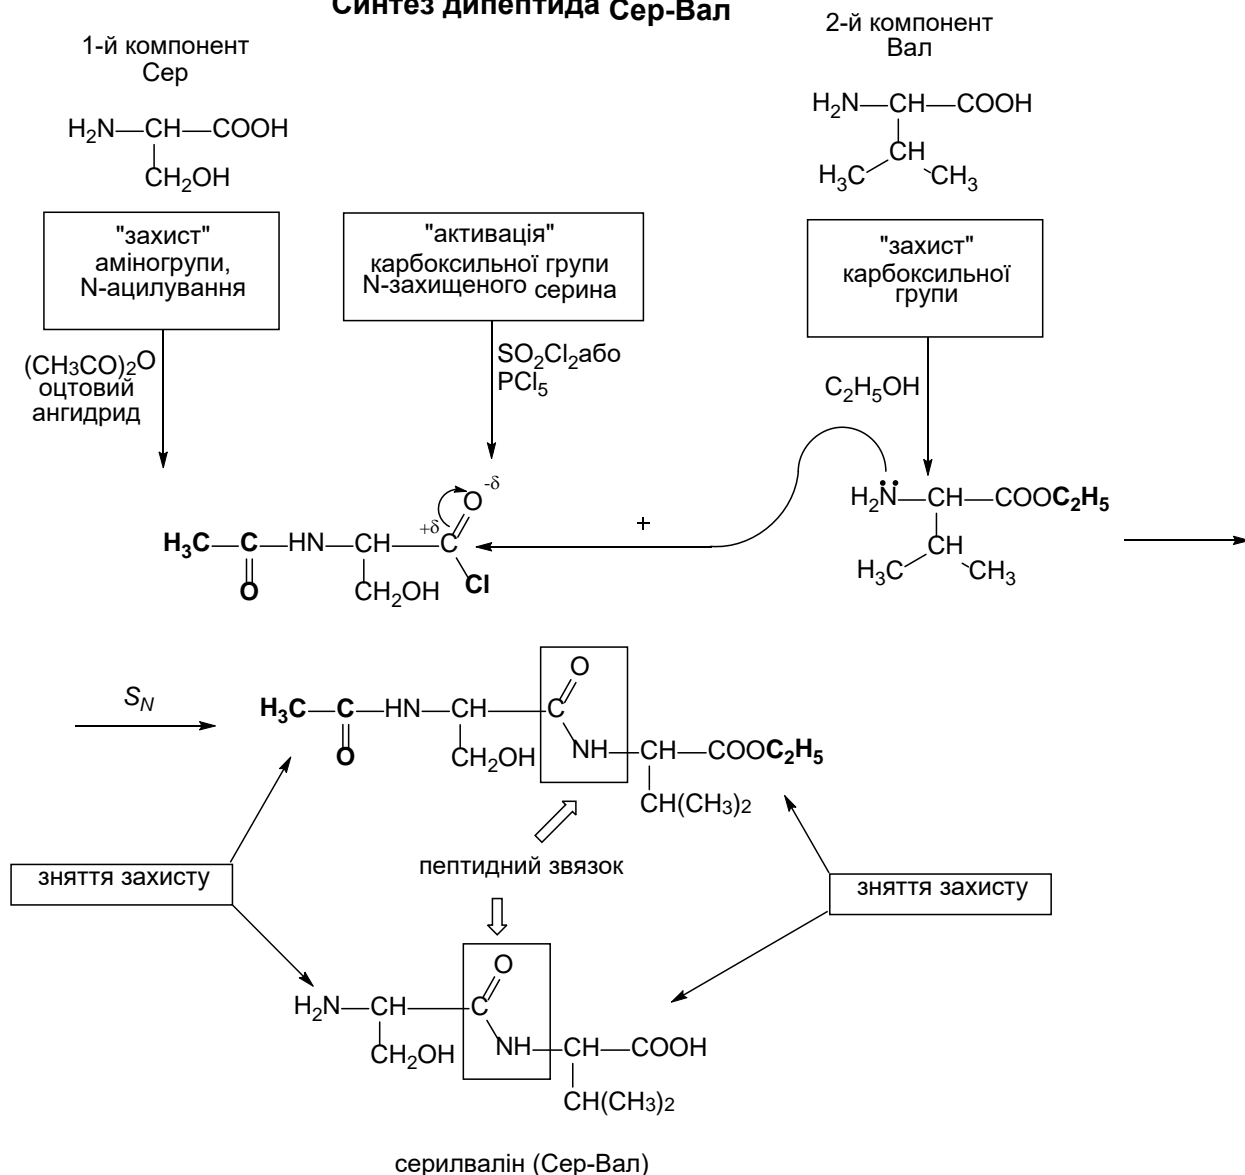 Синтез дипептида Сер-Вал
1-й компонент
Сер
2-й компонент
Вал
H2N—CH—COOH
CH2OH
H2N—CH—COOH
CH
H3C CH3
"захист"
аміногрупи,
N-ацилування
"активація"
карбоксильної групи
N-захищеного серина
"захист"
карбоксильної
групи
(CH3CO)2O
оцтовий
ангидрид
SO2Cl2або
PCl5
C2H5OH
O -δ
+δ
H3C—C—HN—CH—C
O CH2OH Cl
+
H2N—CH—COOC2H5
CH
H3C CH3
SN
O
H3C—C—HN—CH—C
O CH2OH NH—CH—COOC2H5
CH(CH3)2
зняття захисту
пептидний звязок
зняття захисту
O
H2N—CH—C
CH2OH NH—CH—COOH
CH(CH3)2
серилвалін (Сер-Вал)